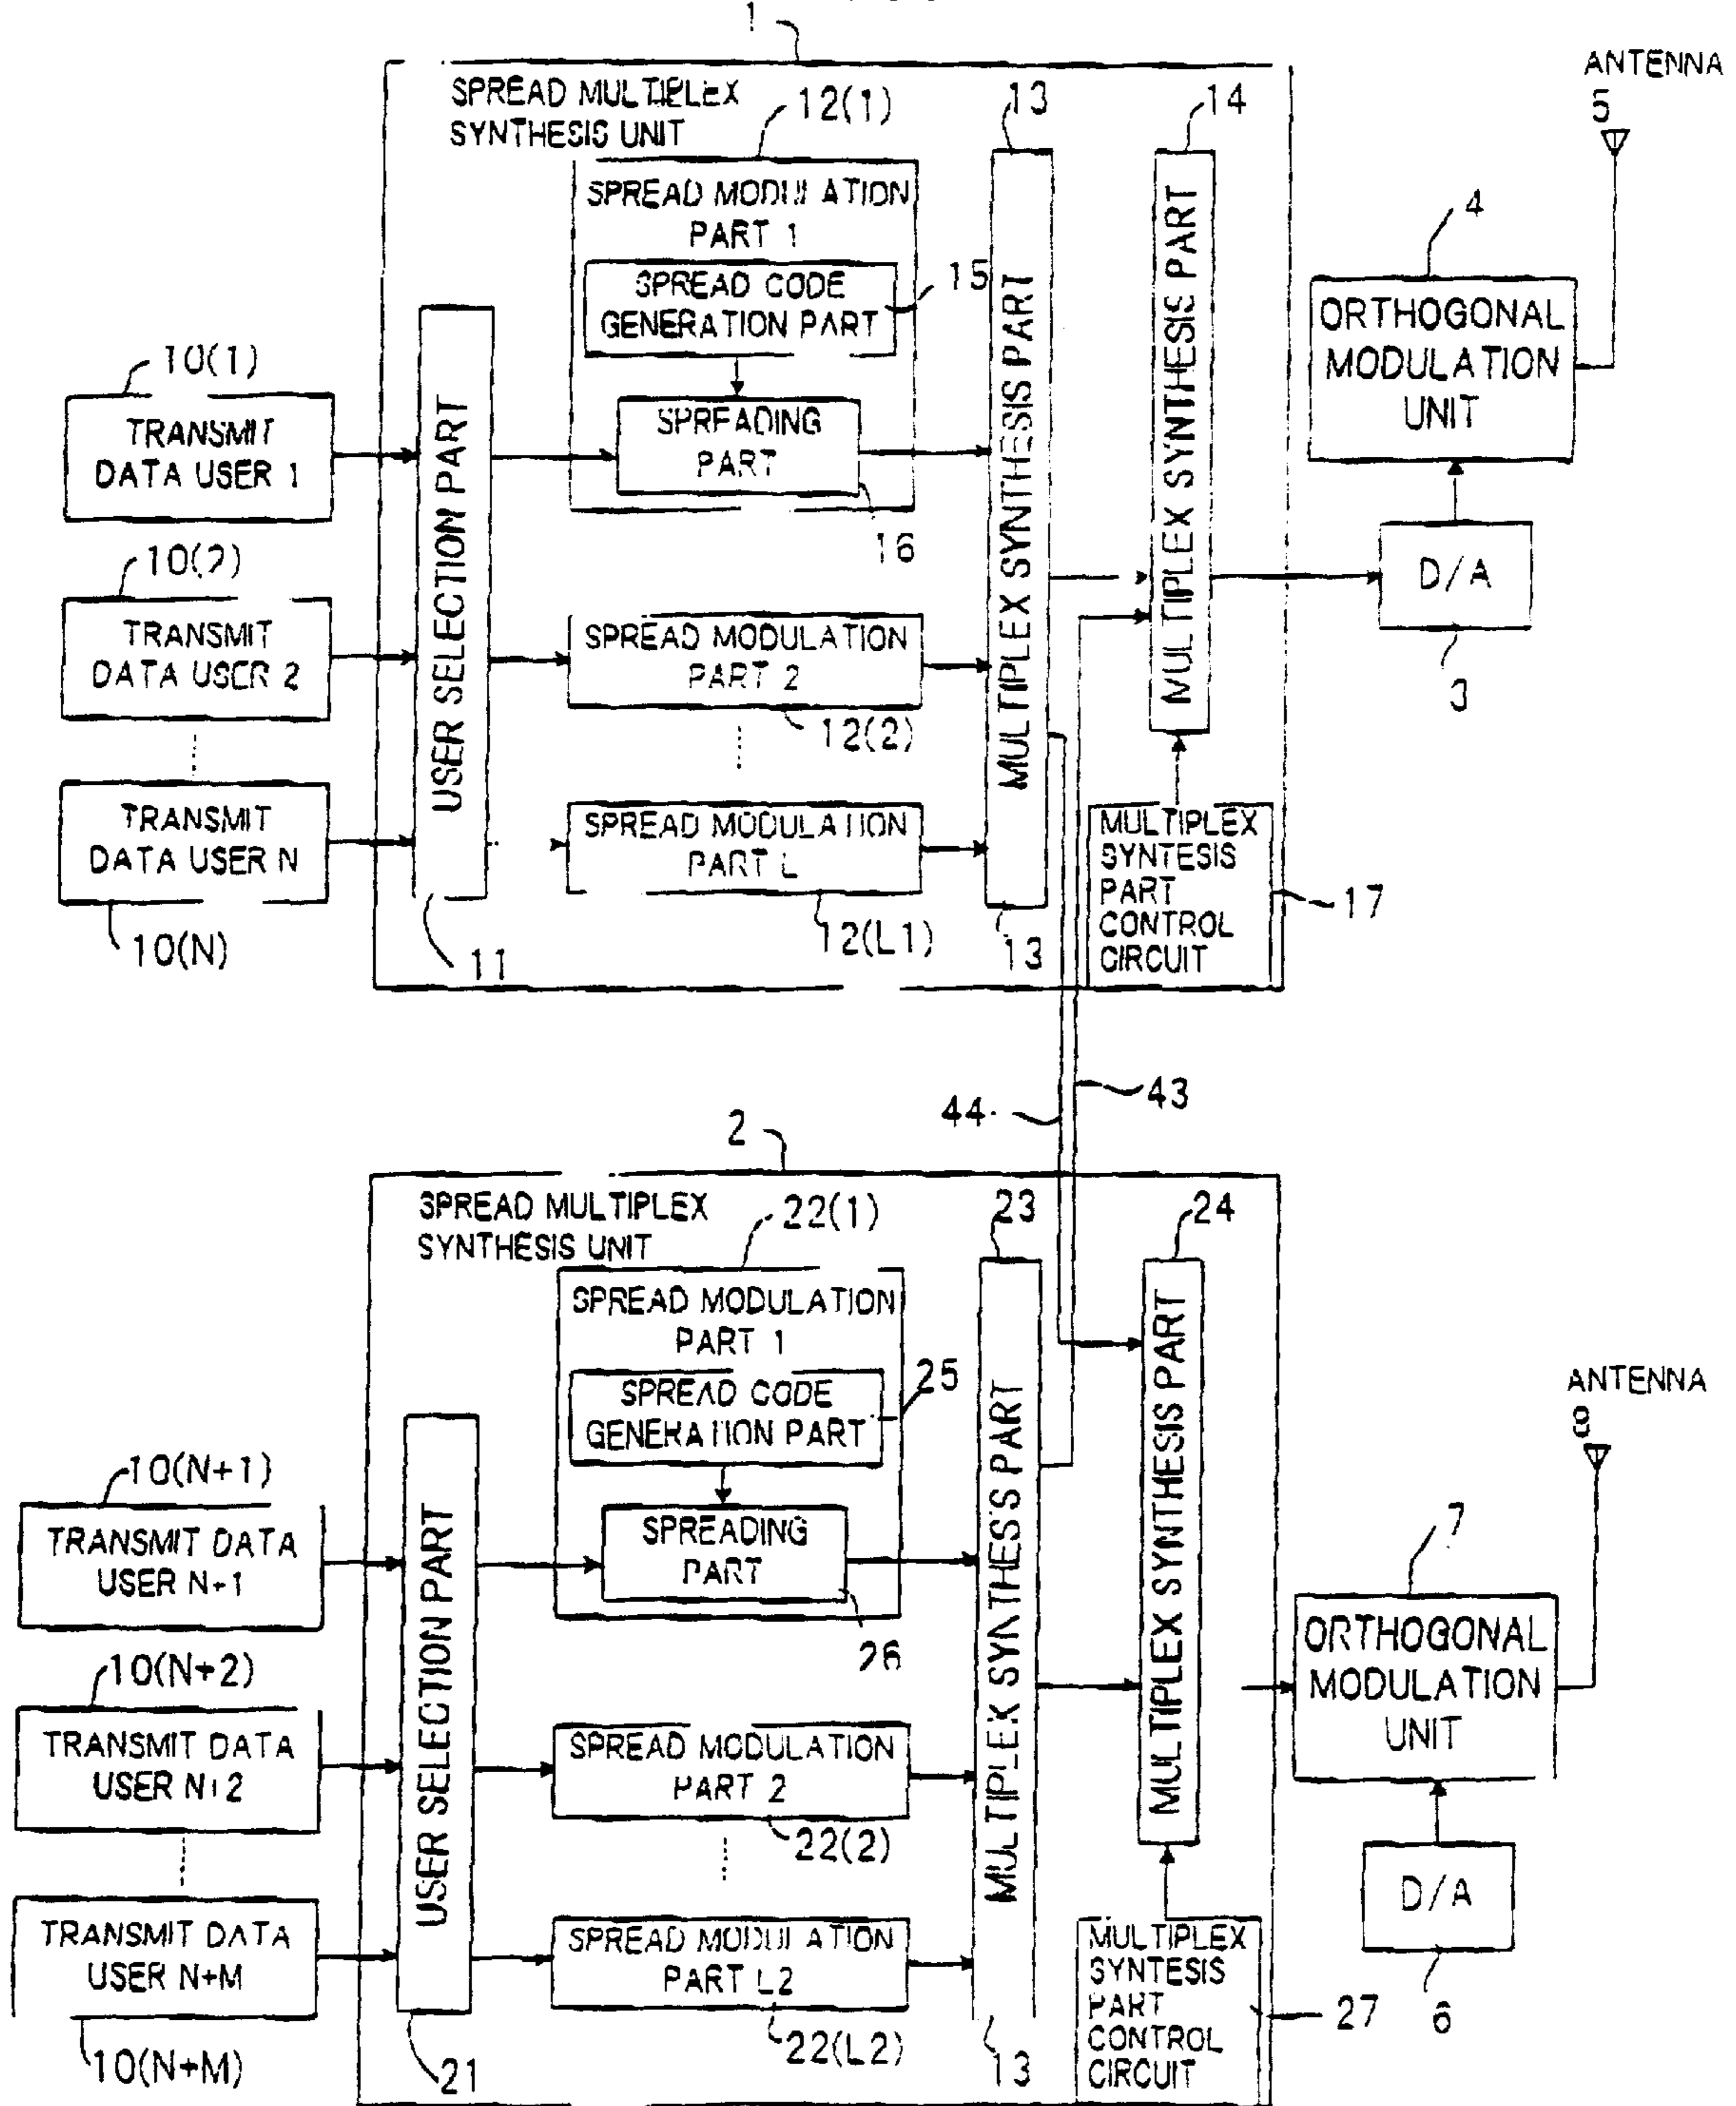 1
ANTENNA
5
SPREAD MULTIPLEX
SYNTHESIS UNIT
12(1)
13
14
SPREAD MODULATION
PART 1
SPREAD CODE
GENERATION PART
15
SPREADING
PART
16
4
ORTHOGONAL
MODULATION
UNIT
10(1)
TRANSMIT
DATA USER 1
USER SELECTION PART
MULTIPLEX SYNTHESIS PART
MULTIPLEX SYNTHESIS PART
D/A
3
10(2)
TRANSMIT
DATA USER 2
SPREAD MODULATION
PART 2
12(2)
TRANSMIT
DATA USER N
10(N)
SPREAD MODULATION
PART L
12(L1)
11
13
MULTIPLEX
SYNTESIS
PART
CONTROL
CIRCUIT
17
44
43
2
SPREAD MULTIPLEX
SYNTHESIS UNIT
22(1)
23
24
SPREAD MODULATION
PART 1
SPREAD CODE
GENERATION PART
25
SPREADING
PART
26
ANTENNA
8
10(N+1)
TRANSMIT DATA
USER N+1
USER SELECTION PART
MULTIPLEX SYNTHESIS PART
MULTIPLEX SYNTHESIS PART
7
ORTHOGONAL
MODULATION
UNIT
10(N+2)
TRANSMIT DATA
USER N+2
SPREAD MODULATION
PART 2
22(2)
D/A
6
TRANSMIT DATA
USER N+M
10(N+M)
SPREAD MODULATION
PART L2
22(L2)
21
13
MULTIPLEX
SYNTESIS
PART
CONTROL
CIRCUIT
27